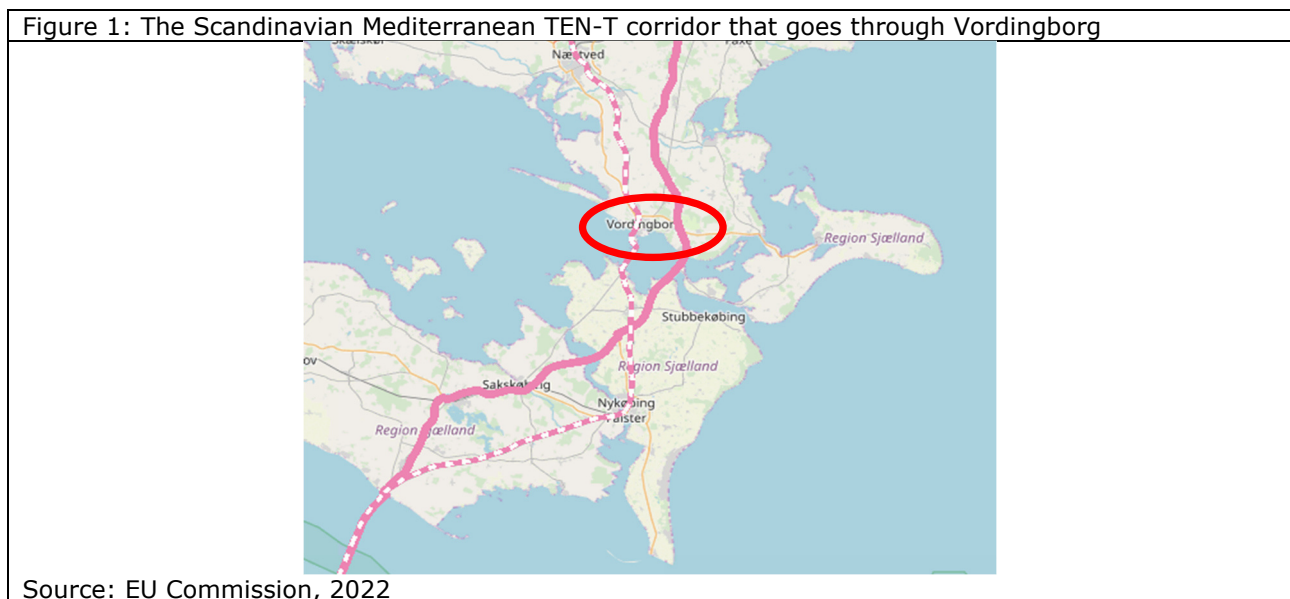 Figure 1: The Scandinavian Mediterranean TEN-T corridor that goes through Vordingborg
Næstved
Vordingbor
Region Sjælland
Stubbekøbing
Region Sjælland
Sakskøbing
Nykøbing
Falster
Region Sjælland
Source: EU Commission, 2022